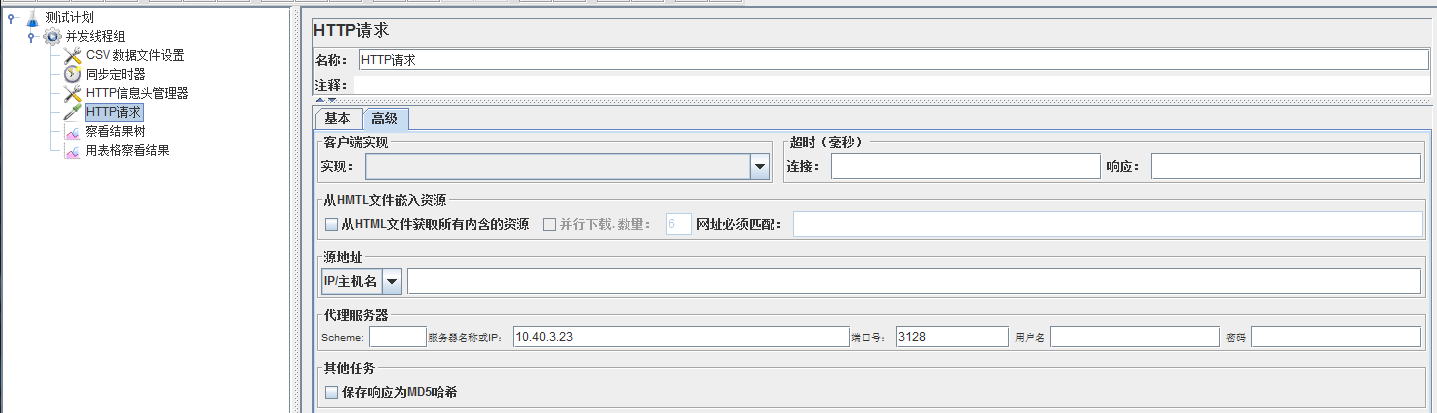 测试计划
并发线程组
CSV 数据文件设置
同步定时器
HTTP信息头管理器
HTTP请求
察看结果树
用表格察看结果
HTTP请求
名称： HTTP请求
注释：
基本 高级
客户端实现 超时（毫秒）
实现： 连接： 响应：
从HMTL文件嵌入资源
从HTML文件获取所有内含的资源 并行下载. 数量： 6 网址必须匹配：
源地址
IP/主机名
代理服务器
Scheme: 服务器名称或IP： 10.40.3.23 端口号： 3128 用户名 密码
其他任务
保存响应为MD5哈希